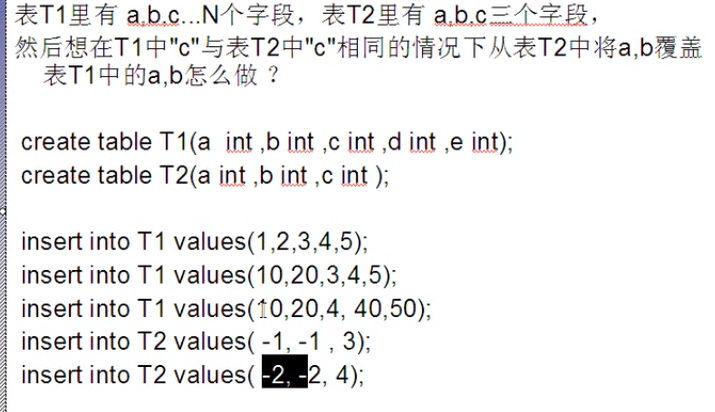 表T1里有 a,b,c...N个字段，表T2里有 a,b,c三个字段，
然后想在T1中"c"与表T2中"c"相同的情况下从表T2中将a,b覆盖
表T1中的a,b怎么做 ？
create table T1(a  int ,b int ,c int ,d int ,e int);
create table T2(a int ,b int ,c int );
insert into T1 values(1,2,3,4,5);
insert into T1 values(10,20,3,4,5);
insert into T1 values(10,20,4, 40,50);
insert into T2 values( -1, -1 , 3);
insert into T2 values( -2, -2, 4);